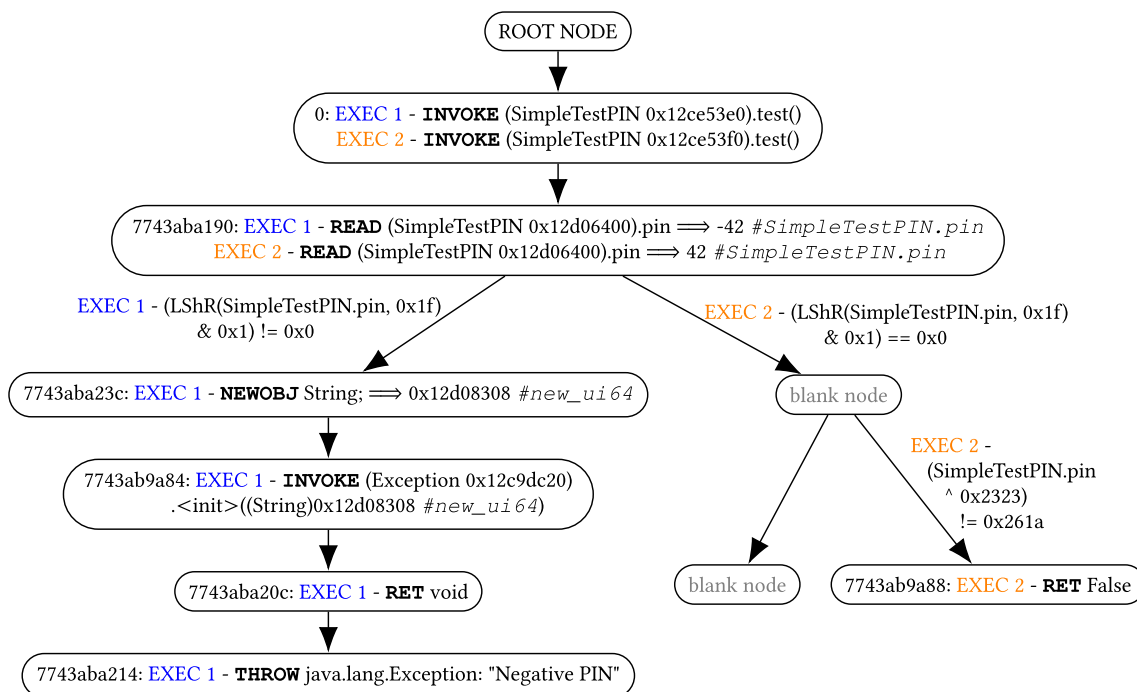 ROOT NODE
0: EXEC 1 - INVOKE (SimpleTestPIN 0x12ce53e0).test()
EXEC 2 - INVOKE (SimpleTestPIN 0x12ce53f0).test()
7743aba190: EXEC 1 - READ (SimpleTestPIN 0x12d06400).pin ⟹ -42 #SimpleTestPIN.pin
EXEC 2 - READ (SimpleTestPIN 0x12d06400).pin ⟹ 42 #SimpleTestPIN.pin
EXEC 1 - (LShR(SimpleTestPIN.pin, 0x1f)
& 0x1) != 0x0
EXEC 2 - (LShR(SimpleTestPIN.pin, 0x1f)
& 0x1) == 0x0
7743aba23c: EXEC 1 - NEWOBJ String; ⟹ 0x12d08308 #new_ui64
blank node
7743ab9a84: EXEC 1 - INVOKE (Exception 0x12c9dc20)
.<init>((String)0x12d08308 #new_ui64)
EXEC 2 -
(SimpleTestPIN.pin
^ 0x2323)
!= 0x261a
7743aba20c: EXEC 1 - RET void
blank node
7743ab9a88: EXEC 2 - RET False
7743aba214: EXEC 1 - THROW java.lang.Exception: "Negative PIN"